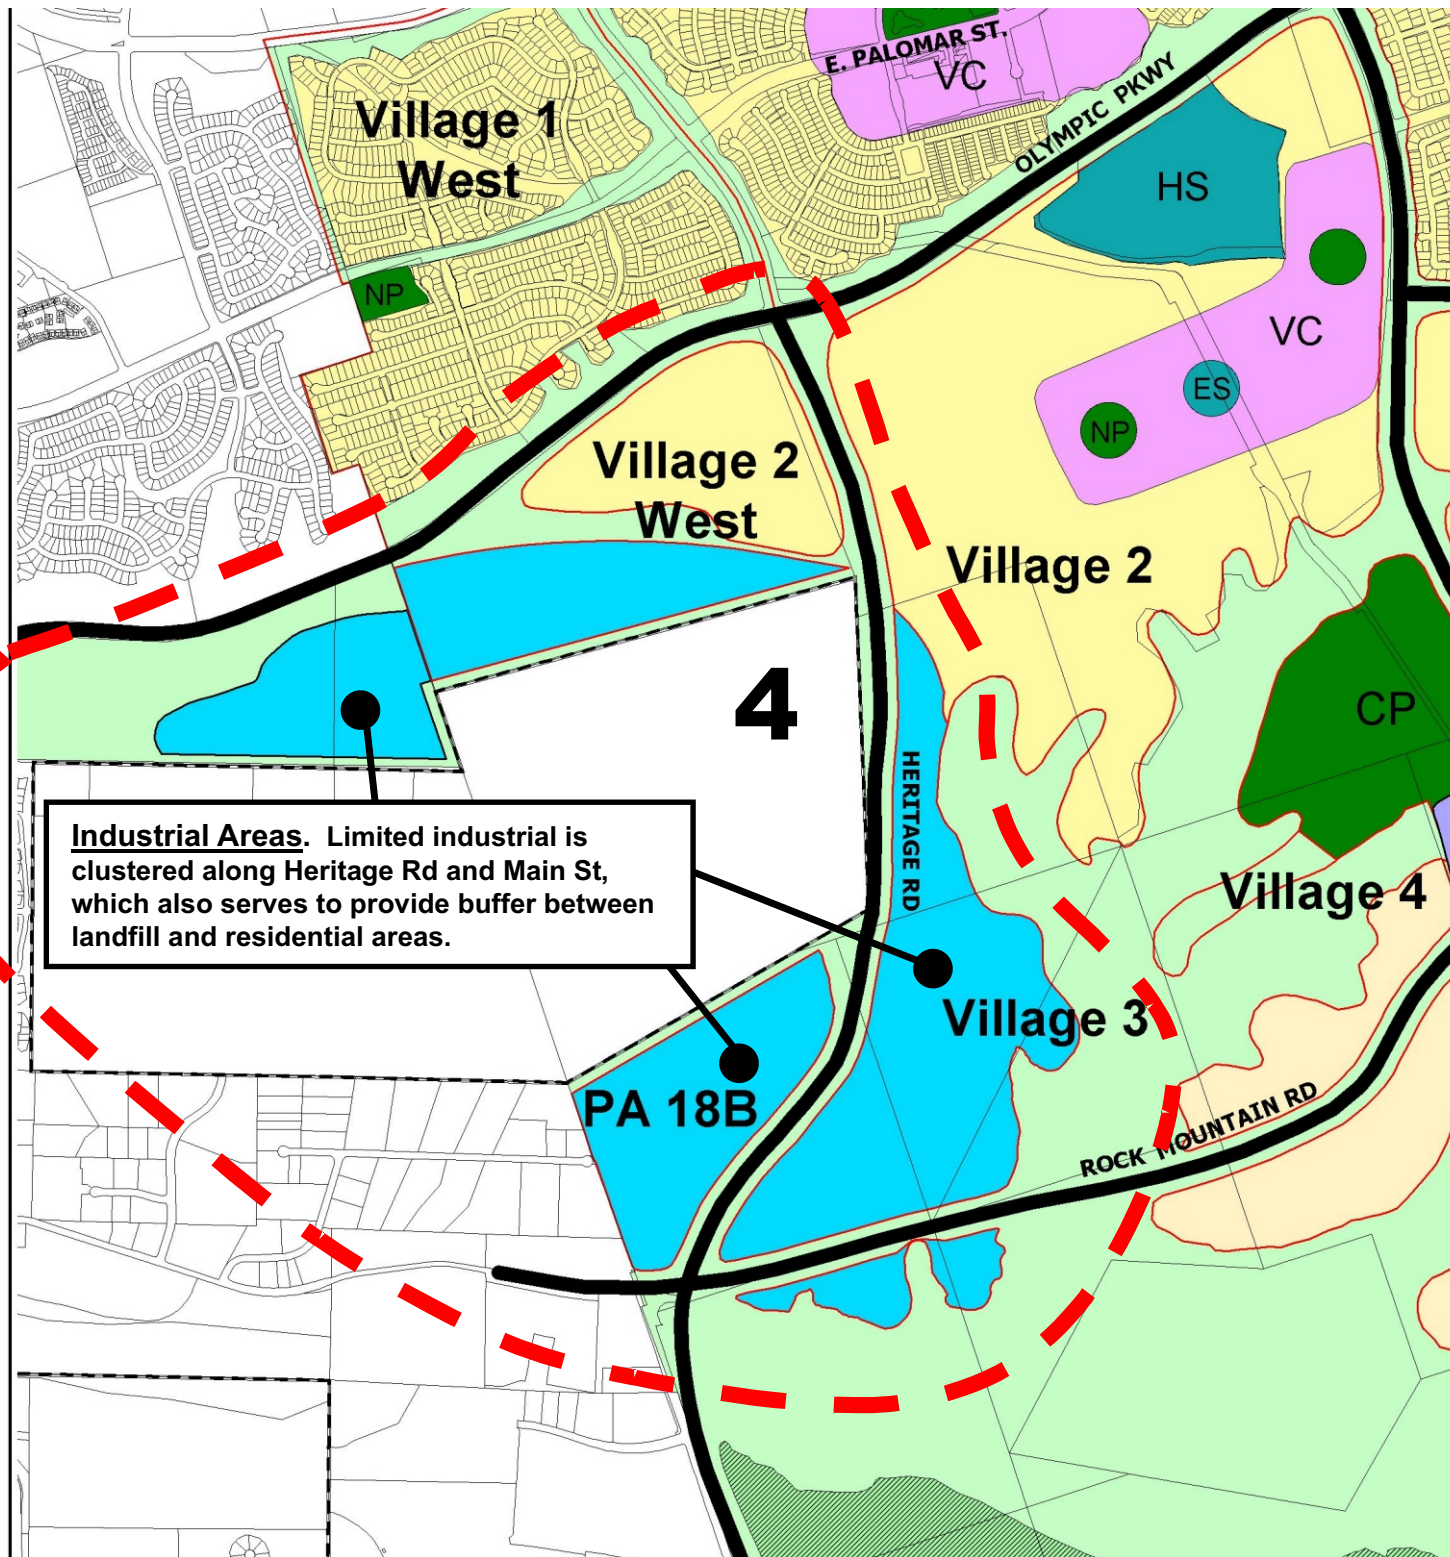 E. PALOMAR ST.
VC
OLYMPIC PKWY
Village 1
West
HS
NP
VC
ES
NP
Village 2
West
Village 2
4
CP
HERITAGE RD
Industrial Areas. Limited industrial is
clustered along Heritage Rd and Main St,
which also serves to provide buffer between
landfill and residential areas.
Village 4
Village 3
PA 18B
ROCK MOUNTAIN RD